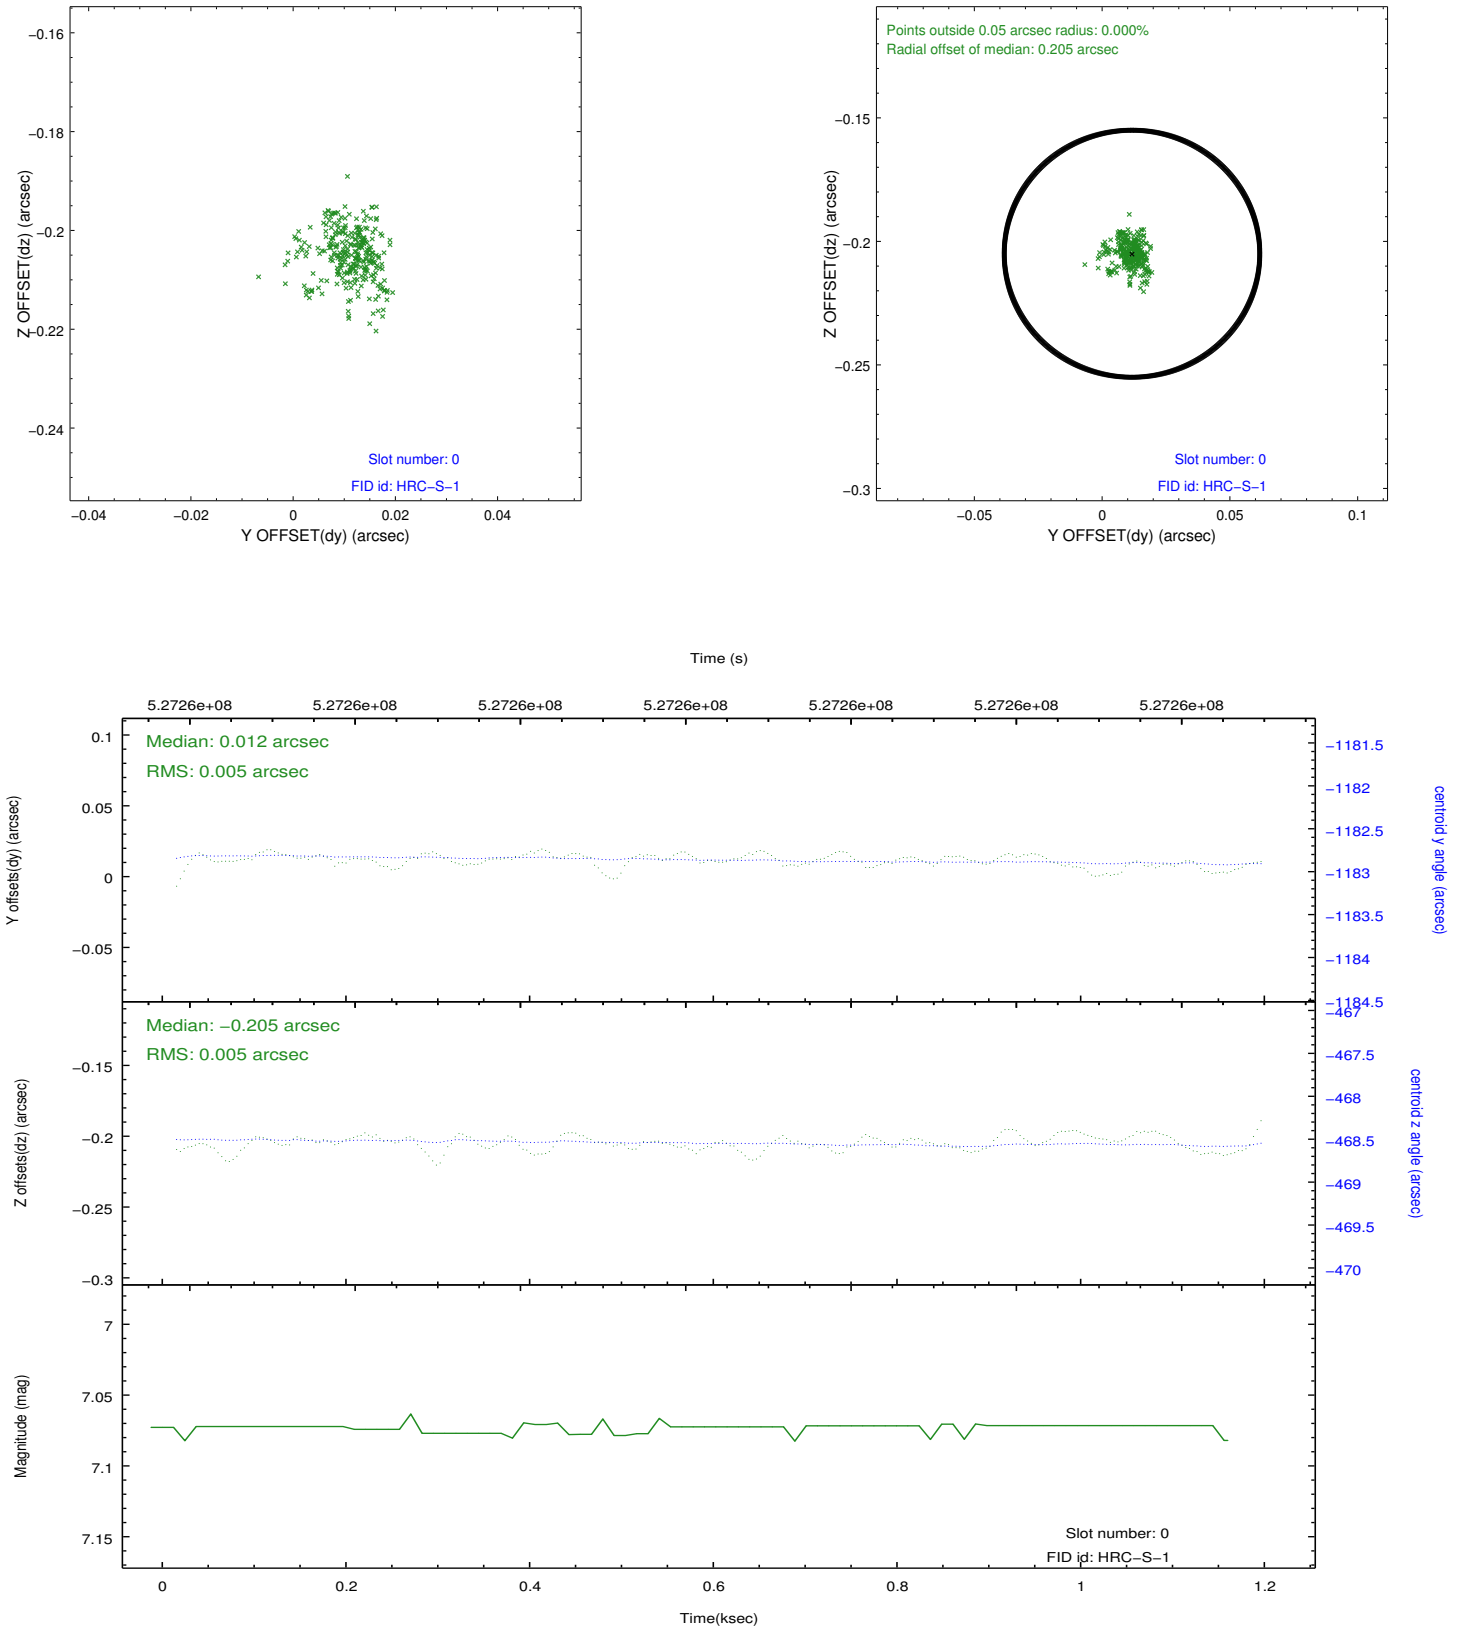 −0.16
−0.18
−0.2
−0.22
−0.24
Z OFFSET(dz) (arcsec)
Slot number: 0
FID id: HRC−S−1
−0.04 −0.02 0 0.02 0.04
Y OFFSET(dy) (arcsec)
Points outside 0.05 arcsec radius: 0.000%
Radial offset of median: 0.205 arcsec
−0.15
−0.2
−0.25
−0.3
Z OFFSET(dz) (arcsec)
Slot number: 0
FID id: HRC−S−1
−0.05 0 0.05 0.1
Y OFFSET(dy) (arcsec)
Time (s)
5.2726e+08 5.2726e+08 5.2726e+08 5.2726e+08 5.2726e+08 5.2726e+08 5.2726e+08
Median: 0.012 arcsec
RMS: 0.005 arcsec
0.1
0.05
0
−0.05
Y offsets(dy) (arcsec)
−1181.5
−1182
−1182.5
−1183
−1183.5
−1184
−1184.5
centroid y angle (arcsec)
Median: −0.205 arcsec
RMS: 0.005 arcsec
−0.15
−0.2
−0.25
−0.3
Z offsets(dz) (arcsec)
−467
−467.5
−468
−468.5
−469
−469.5
−470
centroid z angle (arcsec)
7
7.05
7.1
7.15
Magnitude (mag)
Slot number: 0
FID id: HRC−S−1
0 0.2 0.4 0.6 0.8 1 1.2
Time(ksec)